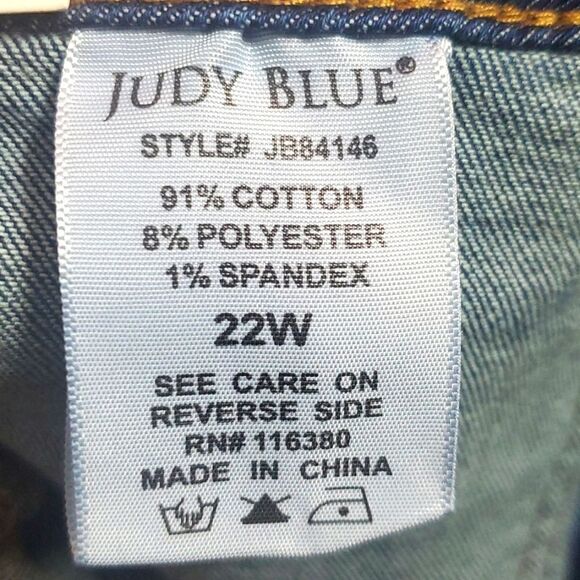 JUDY BLUE®
STYLE# JB84146
91% COTTON
8% POLYESTER
1% SPANDEX
22W
SEE CARE ON
REVERSE SIDE
RN# 116380
MADE IN CHINA